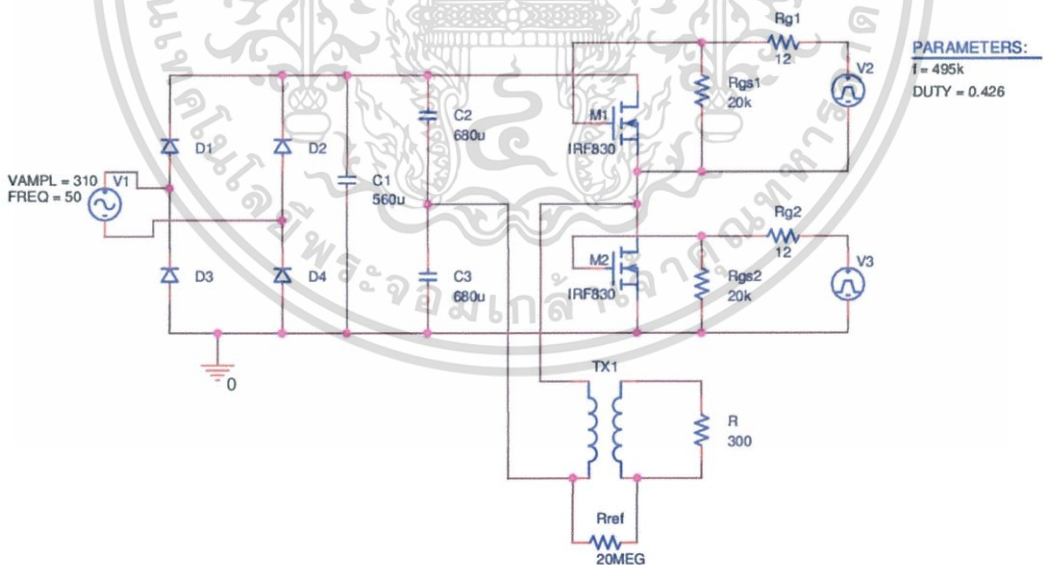 Rg1
12
PARAMETERS:
f = 495k
DUTY = 0.426
V2
Rgs1
20k
M1
IRF830
C2
680u
D1
D2
VAMPL = 310
FREQ = 50
V1
C1
560u
Rg2
12
M2
IRF830
V3
D3
D4
C3
680u
Rgs2
20k
0
TX1
R
300
Rref
20MEG